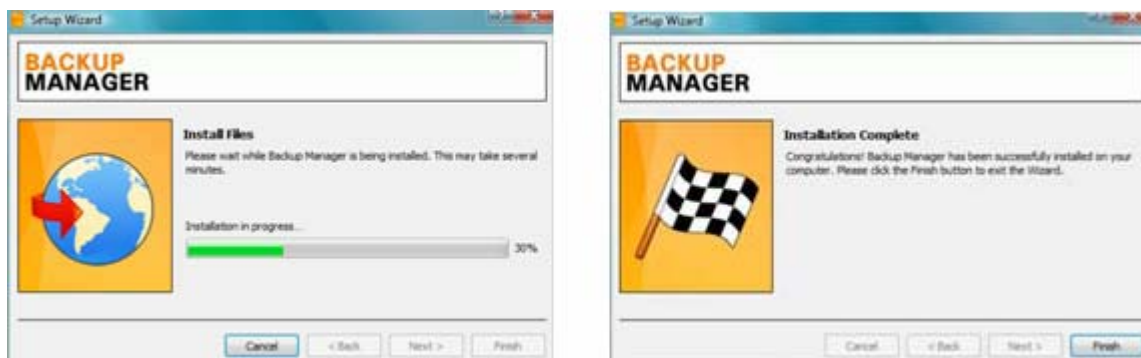 Setup Wizard
BACKUP
MANAGER
Install Files
Please wait while Backup Manager is being installed. This may take several
minutes.
Installation in progress...
30%
Cancel
< Back
Next >
Finish
Setup Wizard
BACKUP
MANAGER
Installation Complete
Congratulations! Backup Manager has been successfully installed on your
computer. Please click the Finish button to exit the Wizard.
Cancel
< Back
Next >
Finish